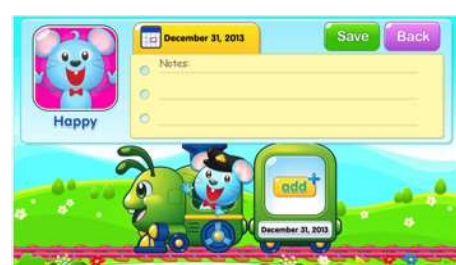 December 31, 2013
Save
Back
Notes:
Happy
add+
December 31, 2013